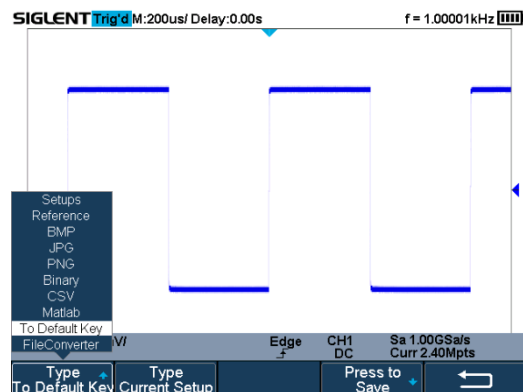 SIGLENT Trig'd M:200us/ Delay:0.00s f = 1.00001kHz
Setups
Reference
BMP
JPG
PNG
Binary
CSV
Matlab
To Default Key
FileConverter
V/ Edge CH1 Sa 1.00GSa/s
DC Curr 2.40Mpts
Type Type Press to
To Default Key Current Setup Save